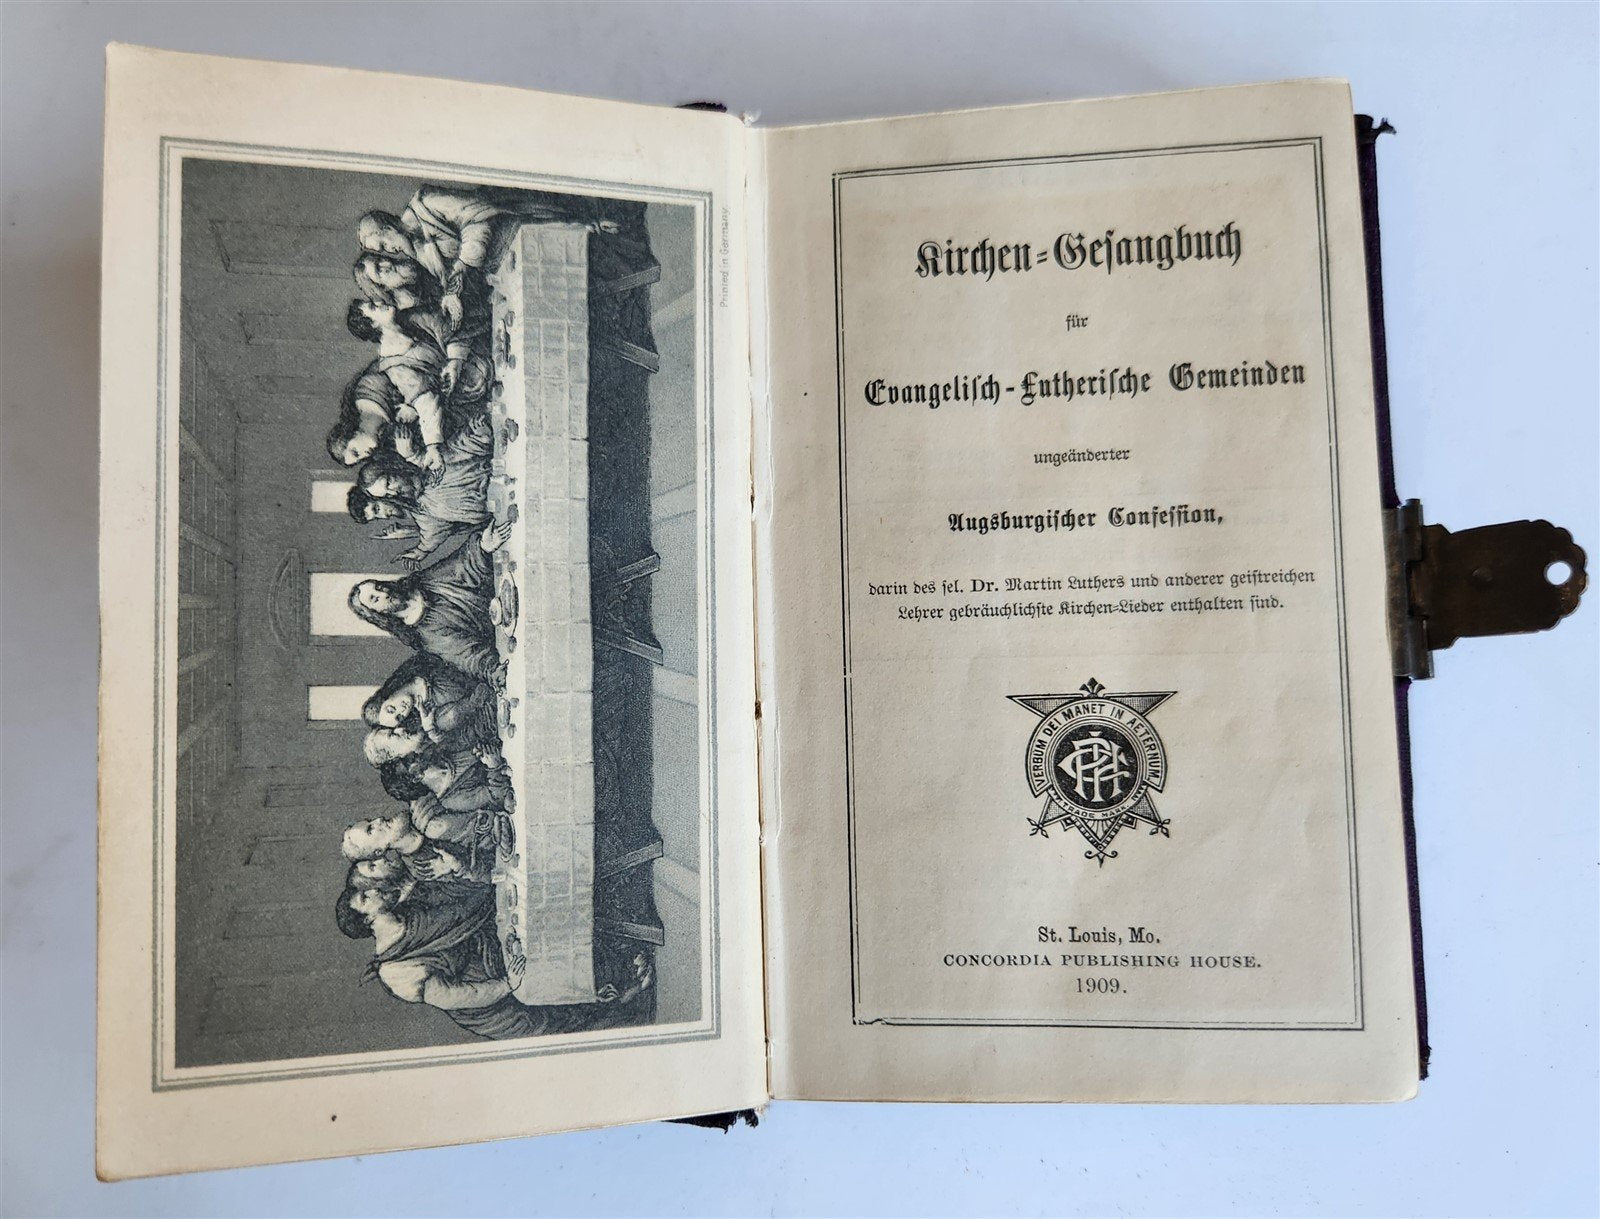 Printed in Germany.
Kirchen-Gesangbuch
für
Evangelisch-Lutherische Gemeinden
ungeänderter
Augsburgischer Confession,
darin des sel. Dr. Martin Luthers und anderer geistreichen
Lehrer gebräuchlichste Kirchen-Lieder enthalten sind.
VERBUM DEI MANET IN AETERNUM
TRADE MARK
St. Louis, Mo.
CONCORDIA PUBLISHING HOUSE.
1909.